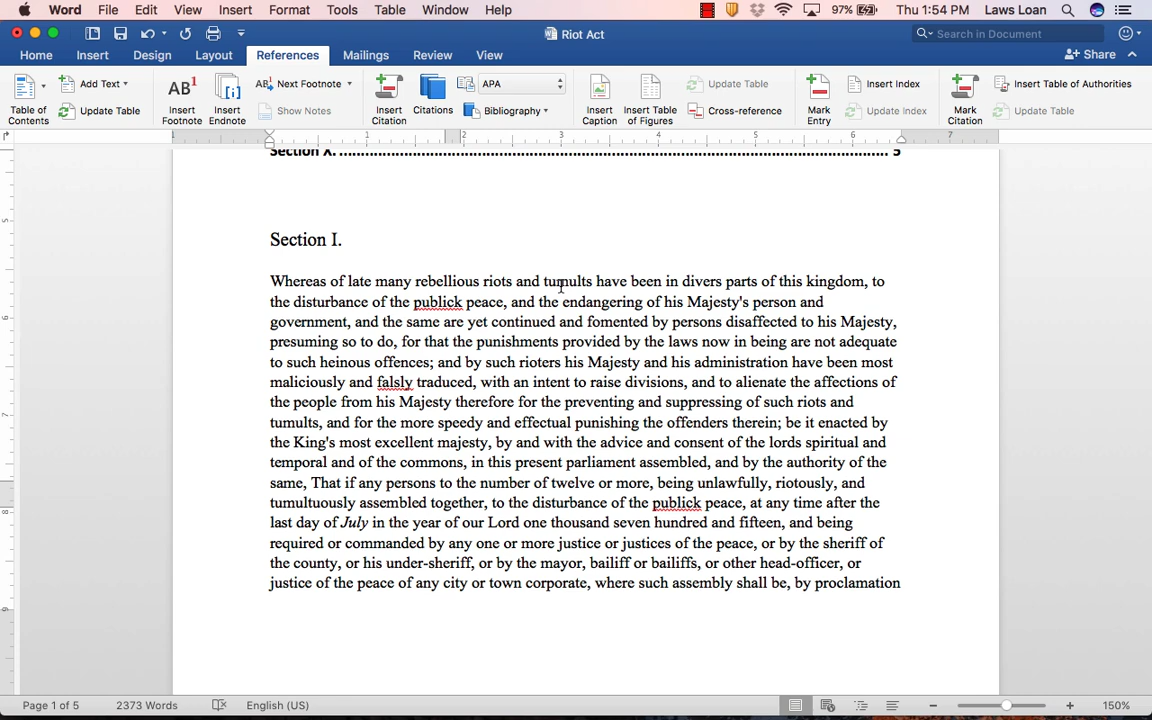 Word File Edit View Insert Format Tools Table Window Help 97% Thu 1:54 PM Laws Loan
Riot Act
Search in Document
Home Insert Design Layout References Mailings Review View
Share
Table of Contents
Add Text
Update Table
AB1
Insert Footnote
Insert Endnote
AB1 Next Footnote
Show Notes
Insert Citation
Citations
APA
Bibliography
Insert Caption
Insert Table of Figures
Update Table
Cross-reference
Mark Entry
Insert Index
Update Index
Mark Citation
Insert Table of Authorities
Update Table
1 1 2 3 4 5 6 7
Section X. 5
Section I.
Whereas of late many rebellious riots and tumults have been in divers parts of this kingdom, to
the disturbance of the publick peace, and the endangering of his Majesty's person and
government, and the same are yet continued and fomented by persons disaffected to his Majesty,
presuming so to do, for that the punishments provided by the laws now in being are not adequate
to such heinous offences; and by such rioters his Majesty and his administration have been most
maliciously and falsly traduced, with an intent to raise divisions, and to alienate the affections of
the people from his Majesty therefore for the preventing and suppressing of such riots and
tumults, and for the more speedy and effectual punishing the offenders therein; be it enacted by
the King's most excellent majesty, by and with the advice and consent of the lords spiritual and
temporal and of the commons, in this present parliament assembled, and by the authority of the
same, That if any persons to the number of twelve or more, being unlawfully, riotously, and
tumultuously assembled together, to the disturbance of the publick peace, at any time after the
last day of July in the year of our Lord one thousand seven hundred and fifteen, and being
required or commanded by any one or more justice or justices of the peace, or by the sheriff of
the county, or his under-sheriff, or by the mayor, bailiff or bailiffs, or other head-officer, or
justice of the peace of any city or town corporate, where such assembly shall be, by proclamation
5
6
7
8
9
Page 1 of 5 2373 Words English (US) 150%